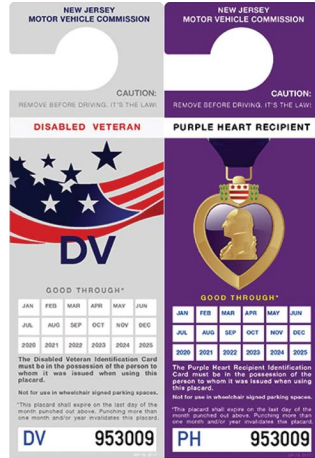 NEW JERSEY
MOTOR VEHICLE COMMISSION
CAUTION:
REMOVE BEFORE DRIVING. IT'S THE LAW!
DISABLED VETERAN
DV
GOOD THROUGH*
JAN FEB MAR APR MAY JUN
JUL AUG SEP OCT NOV DEC
2020 2021 2022 2023 2024 2025
The Disabled Veteran Identification Card
must be in the possession of the person to
whom it was issued when using this
placard.
Not for use in wheelchair signed parking spaces.
*This placard shall expire on the last day of the
month punched out above. Punching more than
one month and/or year invalidates this placard.
DV 953009
NEW JERSEY
MOTOR VEHICLE COMMISSION
CAUTION:
REMOVE BEFORE DRIVING. IT'S THE LAW!
PURPLE HEART RECIPIENT
GOOD THROUGH*
JAN FEB MAR APR MAY JUN
JUL AUG SEP OCT NOV DEC
2020 2021 2022 2023 2024 2025
The Purple Heart Recipient Identification
Card must be in the possession of the
person to whom it was issued when using
this placard.
Not for use in wheelchair signed parking spaces.
*This placard shall expire on the last day of the
month punched out above. Punching more than
one month and/or year invalidates this placard.
PH 953009